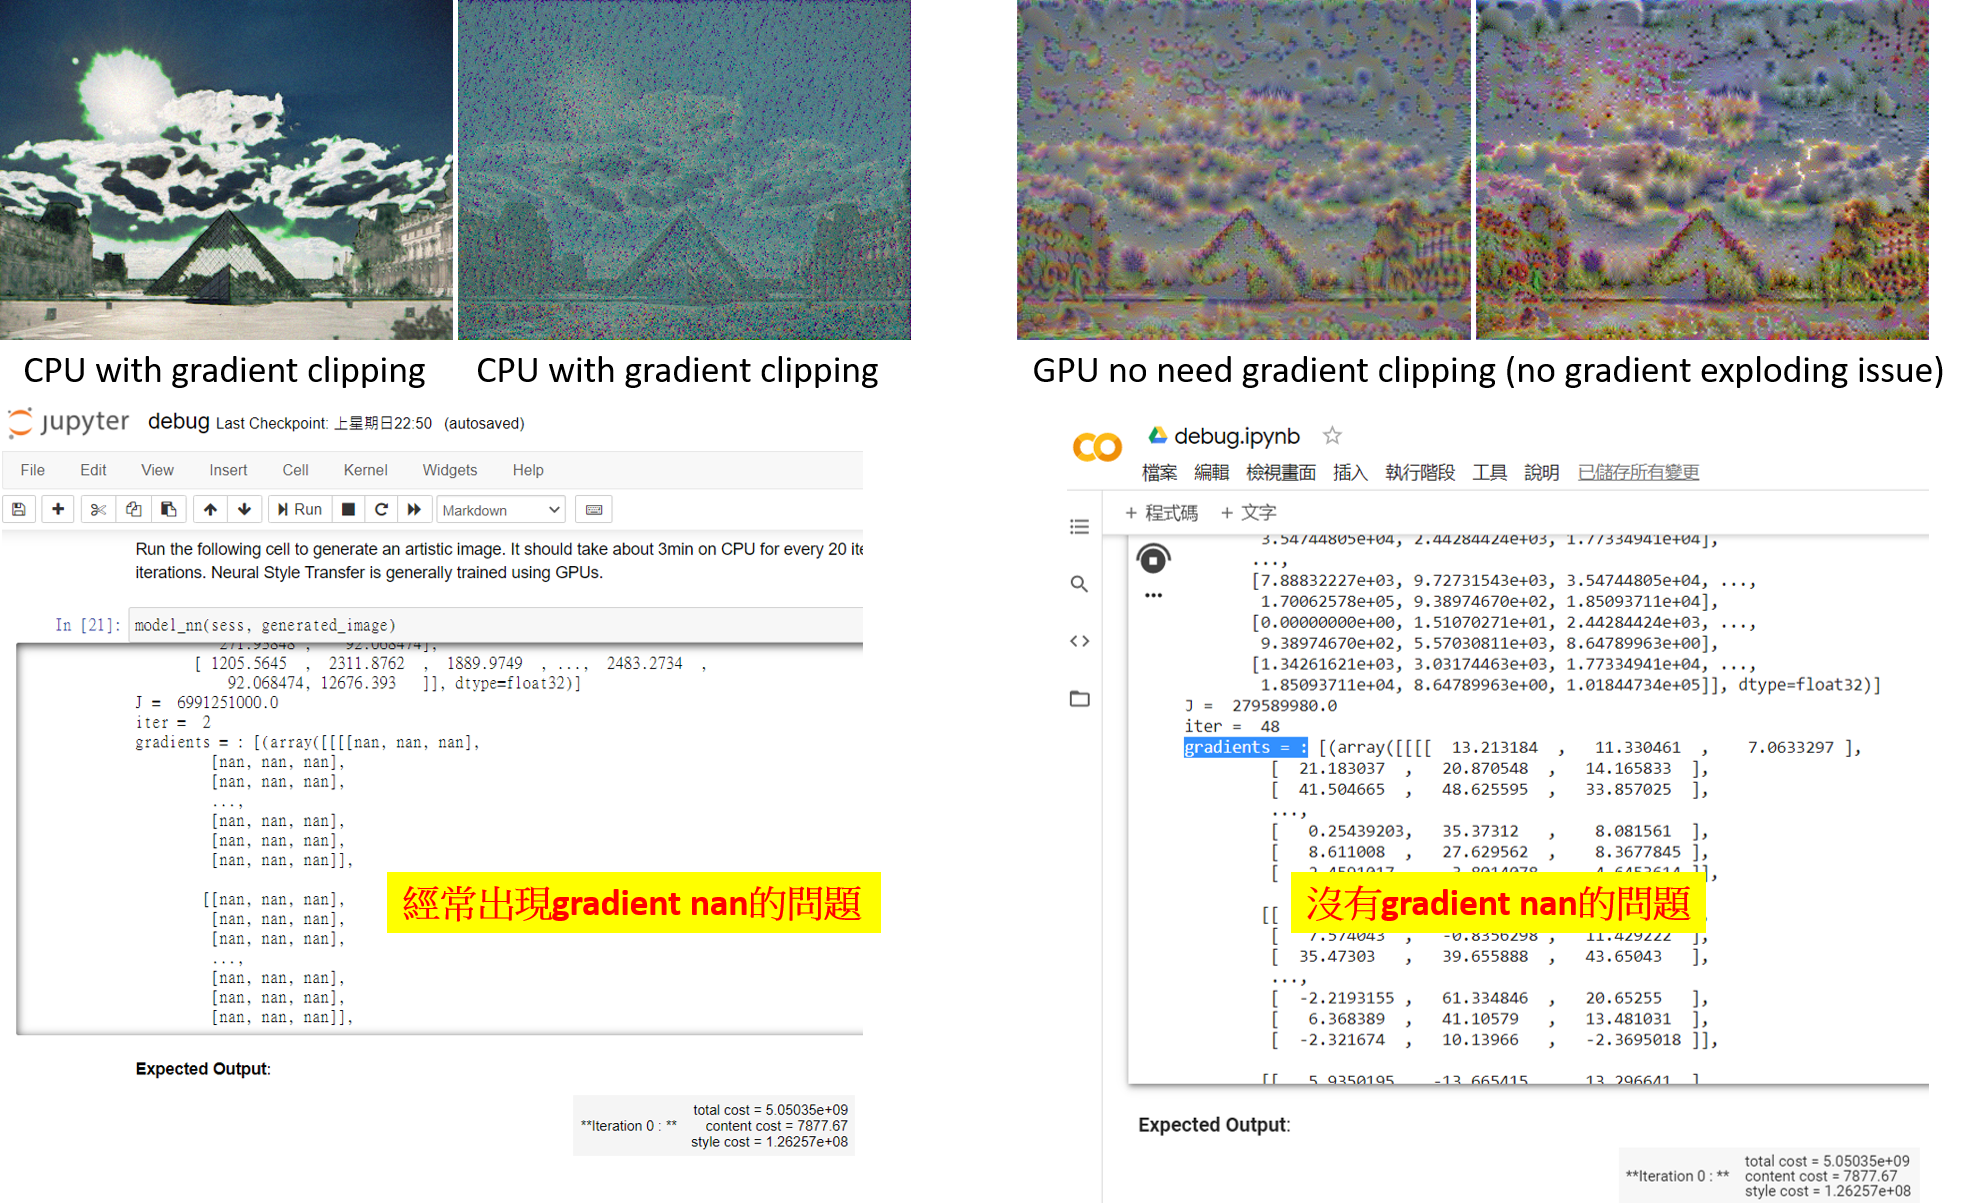 CPU with gradient clipping
CPU with gradient clipping
GPU no need gradient clipping (no gradient exploding issue)
jupyter debug Last Checkpoint: 上星期日22:50 (autosaved)
File Edit View Insert Cell Kernel Widgets Help
Run Markdown
Run the following cell to generate an artistic image. It should take about 3min on CPU for every 20 ite
iterations. Neural Style Transfer is generally trained using GPUs.
In [21]: model_nn(sess, generated_image)
271.93848 , 92.068474],
[ 1205.5645 , 2311.8762 , 1889.9749 , ..., 2483.2734 ,
92.068474, 12676.393 ]], dtype=float32)]
J = 6991251000.0
iter = 2
gradients = : [(array([[[[nan, nan, nan],
[nan, nan, nan],
[nan, nan, nan],
...,
[nan, nan, nan],
[nan, nan, nan],
[nan, nan, nan]],
[[nan, nan, nan],
[nan, nan, nan],
[nan, nan, nan],
...,
[nan, nan, nan],
[nan, nan, nan],
[nan, nan, nan]],
經常出現gradient nan的問題
Expected Output:
**Iteration 0 : **
total cost = 5.05035e+09
content cost = 7877.67
style cost = 1.26257e+08
debug.ipynb
檔案 編輯 檢視畫面 插入 執行階段 工具 說明 已儲存所有變更
+ 程式碼 + 文字
3.54744805e+04, 2.44284424e+03, 1.77334941e+04],
...,
[7.88832227e+03, 9.72731543e+03, 3.54744805e+04, ...,
1.70062578e+05, 9.38974670e+02, 1.85093711e+04],
[0.00000000e+00, 1.51070271e+01, 2.44284424e+03, ...,
9.38974670e+02, 5.57030811e+03, 8.64789963e+00],
[1.34261621e+03, 3.03174463e+03, 1.77334941e+04, ...,
1.85093711e+04, 8.64789963e+00, 1.01844734e+05]], dtype=float32)]
J = 279589980.0
iter = 48
gradients = : [(array([[[[ 13.213184 , 11.330461 , 7.0633297 ],
[ 21.183037 , 20.870548 , 14.165833 ],
[ 41.504665 , 48.625595 , 33.857025 ],
...,
[ 0.25439203, 35.37312 , 8.081561 ],
[ 8.611008 , 27.629562 , 8.3677845 ],
[[
沒有gradient nan的問題
[ 7.574043 , -0.8356298 , 11.429222 ],
[ 35.47303 , 39.655888 , 43.65043 ],
...,
[ -2.2193155 , 61.334846 , 20.65255 ],
[ 6.368389 , 41.10579 , 13.481031 ],
[ -2.321674 , 10.13966 , -2.3695018 ]],
[[ 5.9350195 -13.665415 13.296641 ]
Expected Output:
**Iteration 0 : **
total cost = 5.05035e+09
content cost = 7877.67
style cost = 1.26257e+08